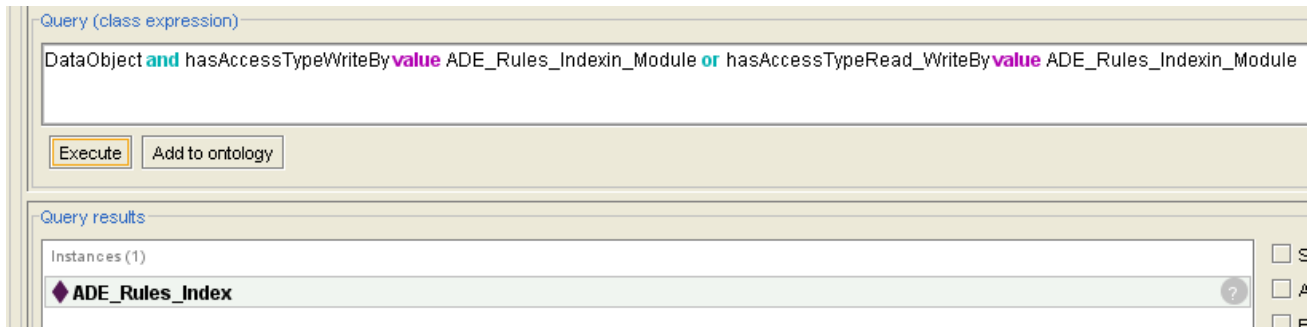 Query (class expression)
DataObject and hasAccessTypeWriteBy value ADE_Rules_Indexin_Module or hasAccessTypeRead_WriteBy value ADE_Rules_Indexin_Module
Execute Add to ontology
Query results
Instances (1)
ADE_Rules_Index ?